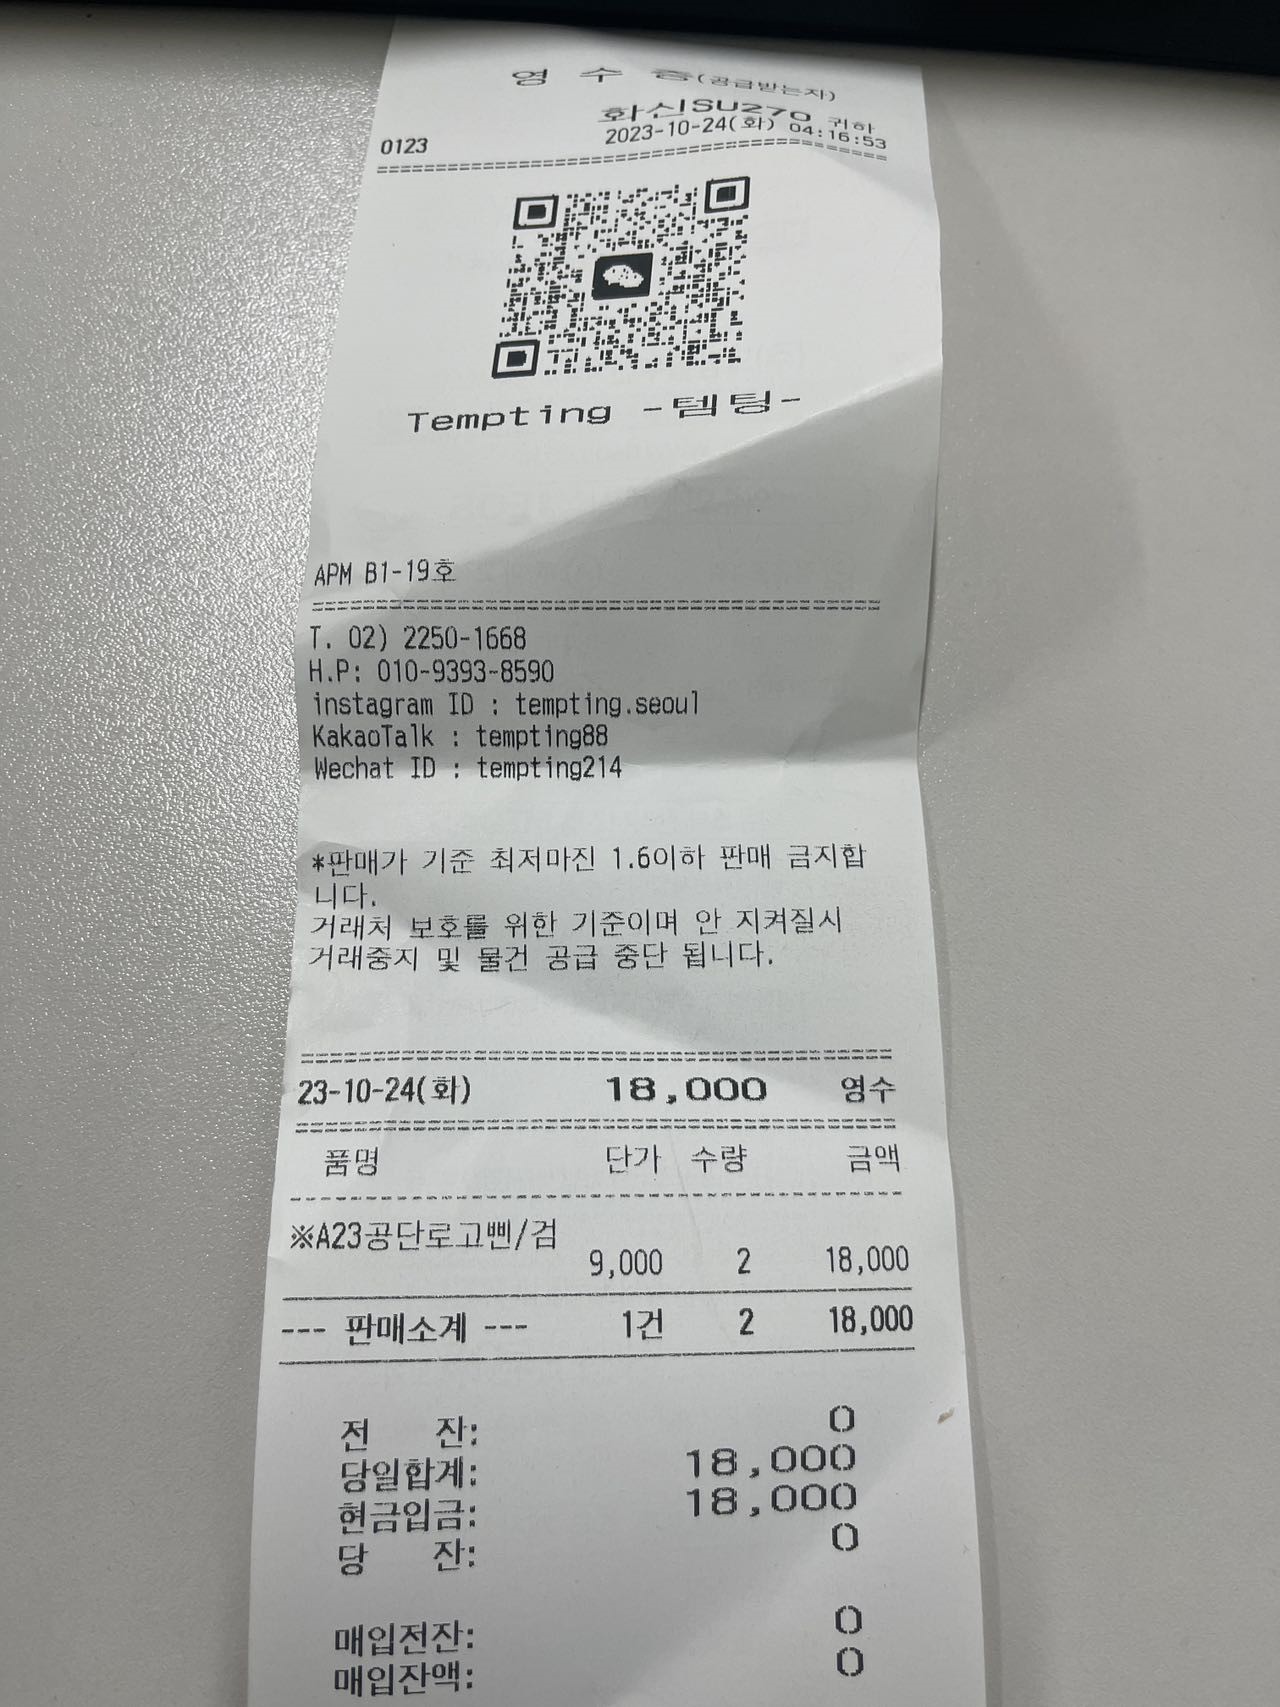 영 수 증(공급받는자)
화신SU270 귀하
0123 2023-10-24(화) 04:16:53
Tempting -템팅-
APM B1-19호
T. 02) 2250-1668
H.P: 010-9393-8590
instagram ID : tempting.seoul
KakaoTalk : tempting88
Wechat ID : tempting214
*판매가 기준 최저마진 1.6이하 판매 금지합
니다.
거래처 보호를 위한 기준이며 안 지켜질시
거래중지 및 물건 공급 중단 됩니다.
23-10-24(화) 18,000 영수
품명 단가 수량 금액
※A23공단로고삔/검
9,000 2 18,000
--- 판매소계 --- 1건 2 18,000
전 잔: 0
당일합계: 18,000
현금입금: 18,000
당 잔: 0
매입전잔: 0
매입잔액: 0